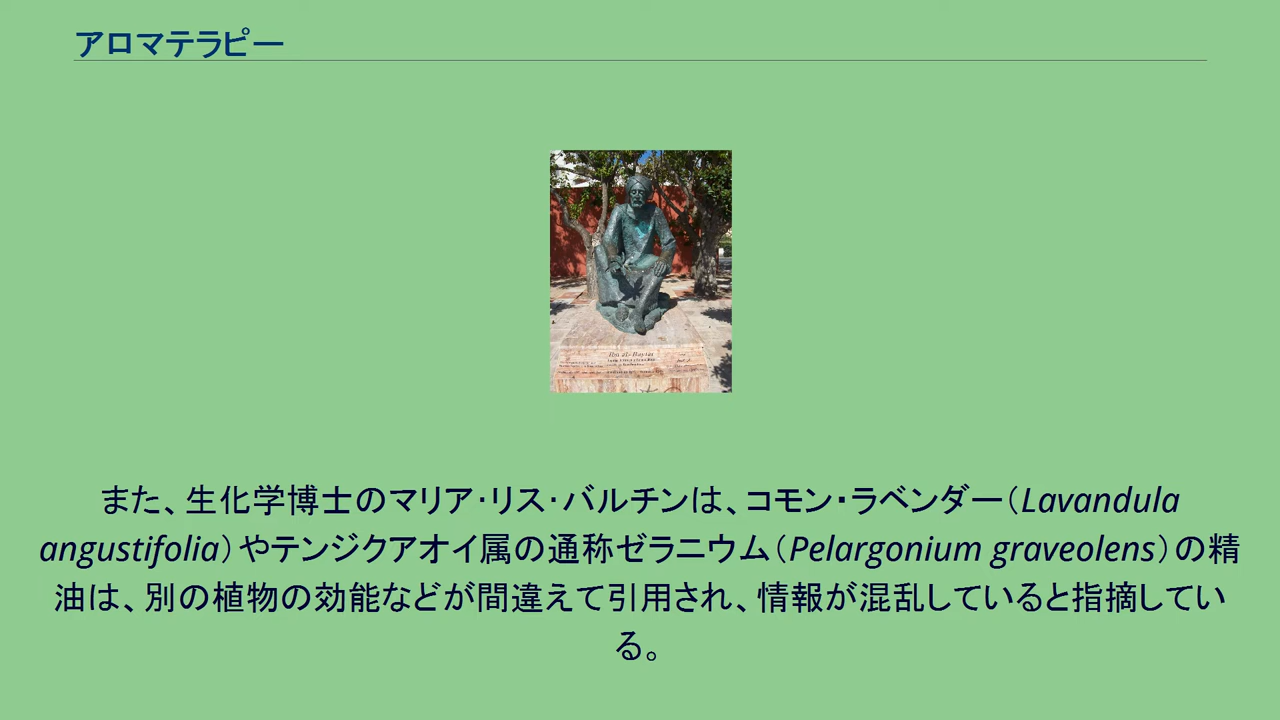 アロマテラピー
Ibn al-Baytar
また、生化学博士のマリア・リス・バルチンは、コモン・ラベンダー（Lavandula
angustifolia）やテンジクアオイ属の通称ゼラニウム（Pelargonium graveolens）の精
油は、別の植物の効能などが間違えて引用され、情報が混乱していると指摘してい
る。